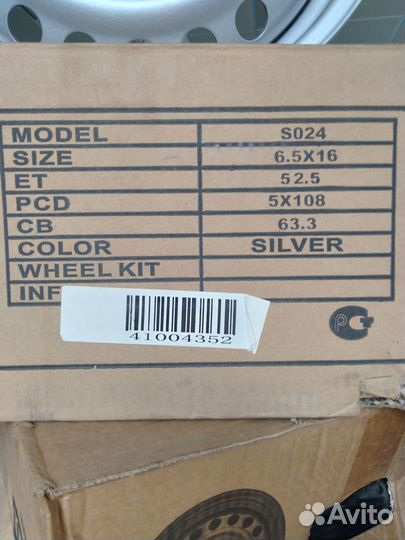 MODEL S024
SIZE 6.5X16
ET 52.5
PCD 5X108
CB 63.3
COLOR SILVER
WHEEL KIT
INF
41004352
Avito